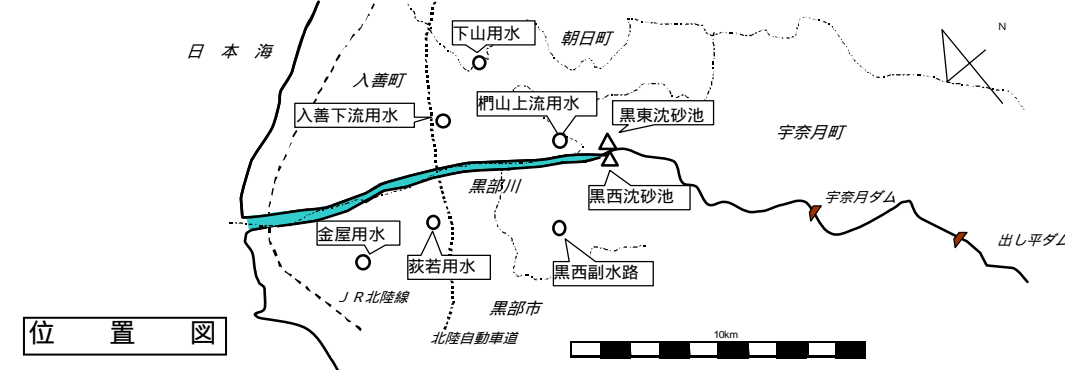 N
下山用水
日本海
朝日町
入善町
椚山上流用水
入善下流用水
黒東沈砂池
宇奈月町
黒部川
黒西沈砂池
宇奈月ダム
金屋用水
出し平ダム
荻若用水
黒西副水路
JR北陸線
黒部市
位置図
北陸自動車道
10km